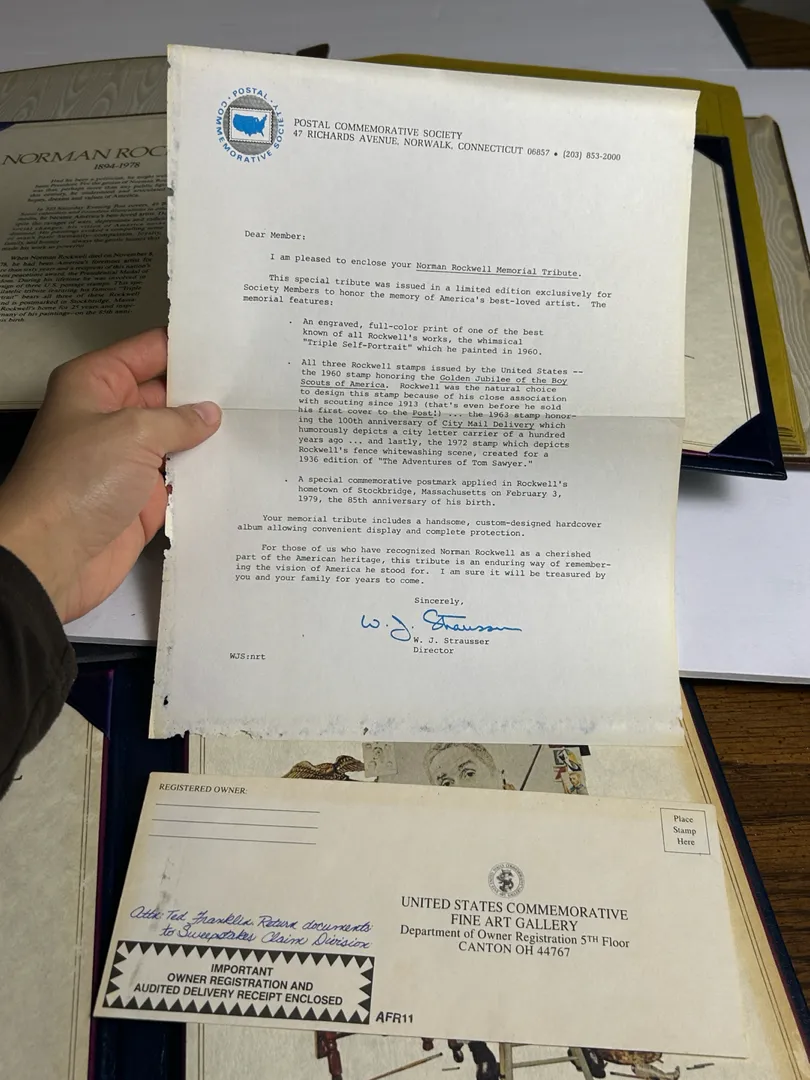 POSTAL COMMEMORATIVE SOCIETY
POSTAL COMMEMORATIVE SOCIETY
47 RICHARDS AVENUE, NORWALK, CONNECTICUT 06857 • (203) 853-2000
NORMAN ROC
1894-1978
Dear Member:
I am pleased to enclose your Norman Rockwell Memorial Tribute.
This special tribute was issued in a limited edition exclusively for
Society Members to honor the memory of America's best-loved artist. The
memorial features:
. An engraved, full-color print of one of the best
known of all Rockwell's works, the whimsical
"Triple Self-Portrait" which he painted in 1960.
. All three Rockwell stamps issued by the United States --
the 1960 stamp honoring the Golden Jubilee of the Boy
Scouts of America. Rockwell was the natural choice
to design this stamp because of his close association
with scouting since 1913 (that's even before he sold
his first cover to the Post!) ... the 1963 stamp honor-
ing the 100th anniversary of City Mail Delivery which
humorously depicts a city letter carrier of a hundred
years ago ... and lastly, the 1972 stamp which depicts
Rockwell's fence whitewashing scene, created for a
1936 edition of "The Adventures of Tom Sawyer."
. A special commemorative postmark applied in Rockwell's
hometown of Stockbridge, Massachusetts on February 3,
1979, the 85th anniversary of his birth.
Your memorial tribute includes a handsome, custom-designed hardcover
album allowing convenient display and complete protection.
For those of us who have recognized Norman Rockwell as a cherished
part of the American heritage, this tribute is an enduring way of remember-
ing the vision of America he stood for. I am sure it will be treasured by
you and your family for years to come.
Sincerely,
W. J. Strausser
W. J. Strausser
Director
WJS:nrt
REGISTERED OWNER:
Place
Stamp
Here
UNITED STATES COMMEMORATIVE
FINE ART GALLERY
Department of Owner Registration 5TH Floor
CANTON OH 44767
Attn: Ted Franklin Return documents
to Sweepstakes Claim Division
IMPORTANT
OWNER REGISTRATION AND
AUDITED DELIVERY RECEIPT ENCLOSED
AFR11